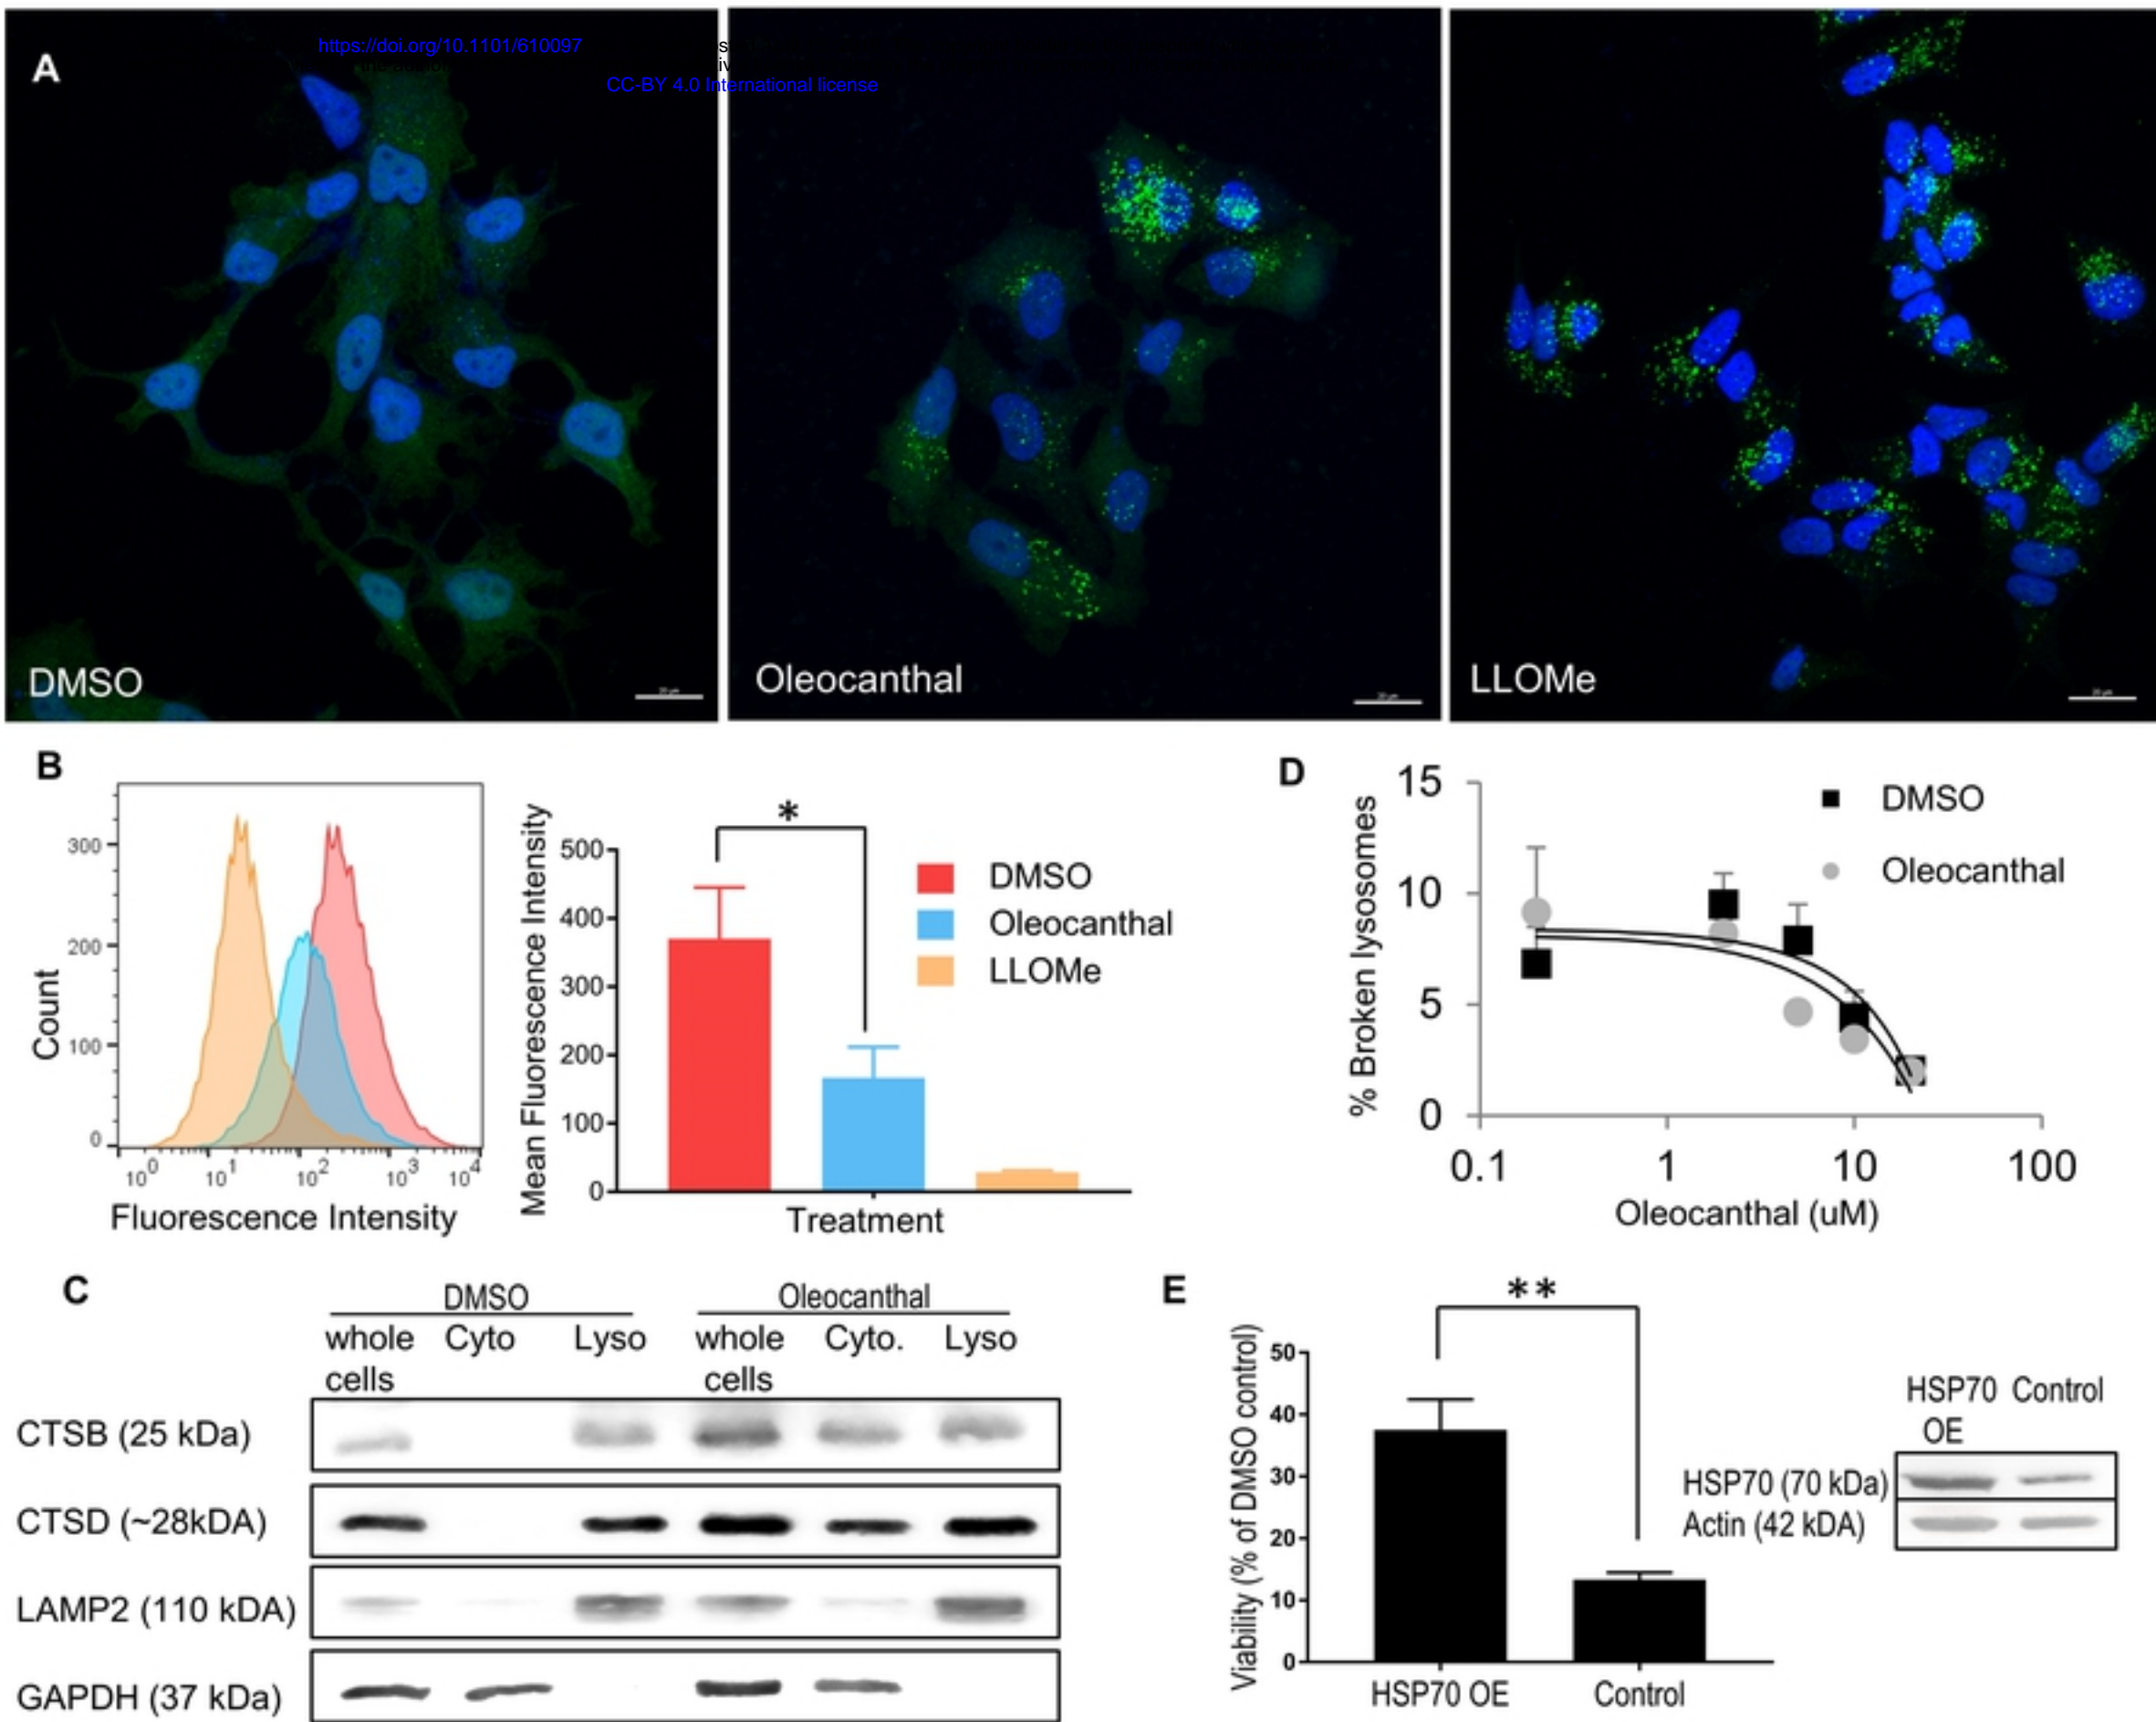 https://doi.org/10.1101/610097
CC-BY 4.0 International license
A
DMSO
Oleocanthal
LLOMe
B
Count
300
200
100
0
10^0 10^1 10^2 10^3 10^4
Fluorescence Intensity
Mean Fluorescence Intensity
500
400
300
200
100
0
*
DMSO
Oleocanthal
LLOMe
Treatment
D
% Broken lysosomes
15
10
5
0
DMSO
Oleocanthal
0.1 1 10 100
Oleocanthal (uM)
C
DMSO Oleocanthal
whole Cyto Lyso whole Cyto. Lyso
cells cells
CTSB (25 kDa)
CTSD (~28kDA)
LAMP2 (110 kDA)
GAPDH (37 kDa)
E
**
Viability (% of DMSO control)
50
40
30
20
10
0
HSP70 OE Control
HSP70 Control
OE
HSP70 (70 kDa)
Actin (42 kDA)